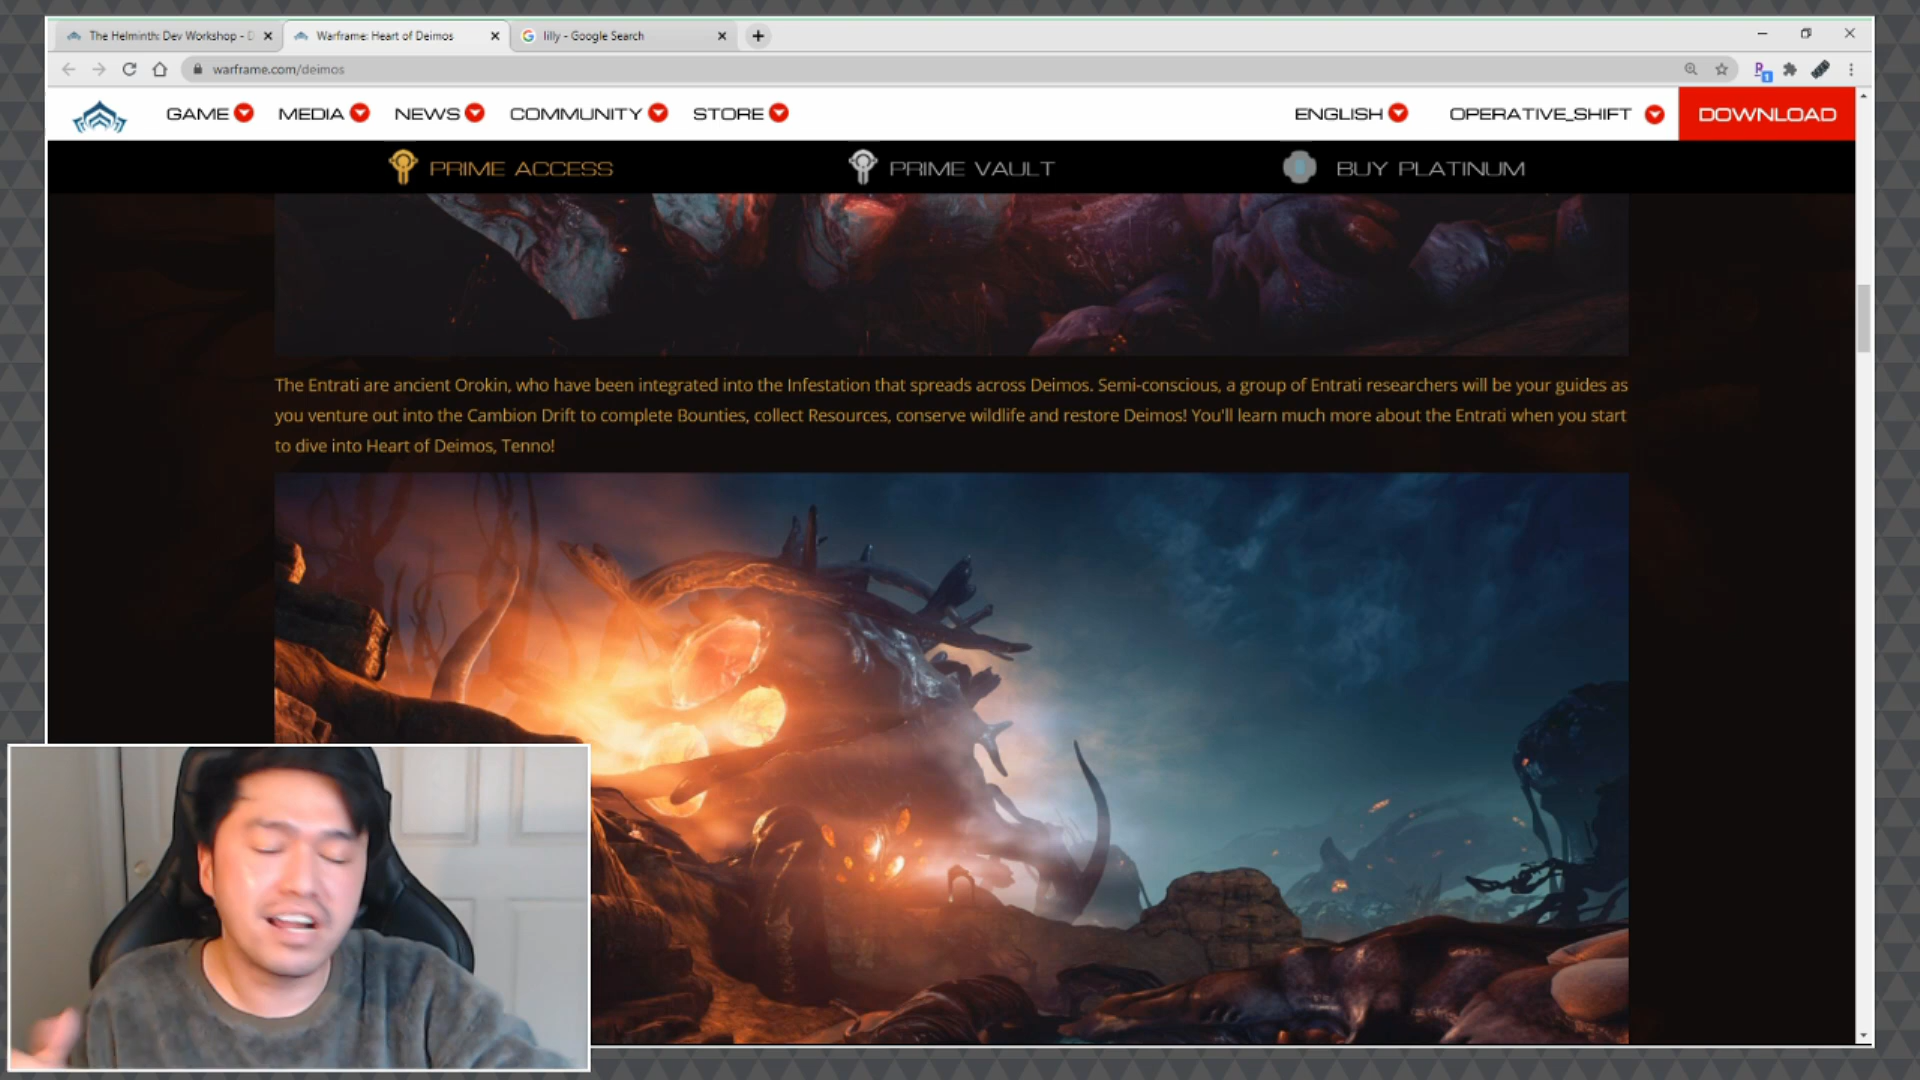 The Helminth: Dev Workshop - D
Warframe: Heart of Deimos
lilly - Google Search
warframe.com/deimos
GAME MEDIA NEWS COMMUNITY STORE ENGLISH OPERATIVE_SHIFT DOWNLOAD
PRIME ACCESS PRIME VAULT BUY PLATINUM
The Entrati are ancient Orokin, who have been integrated into the Infestation that spreads across Deimos. Semi-conscious, a group of Entrati researchers will be your guides as
you venture out into the Cambion Drift to complete Bounties, collect Resources, conserve wildlife and restore Deimos! You'll learn much more about the Entrati when you start
to dive into Heart of Deimos, Tenno!